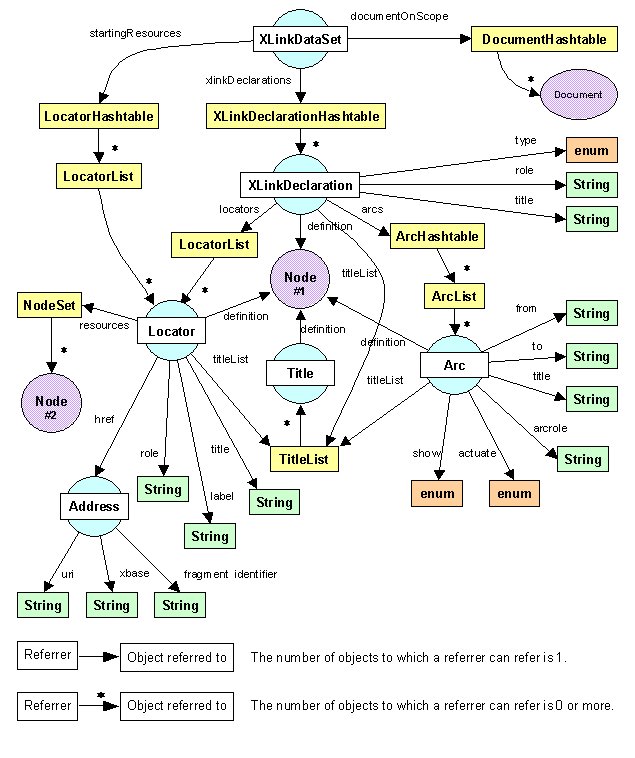 documentOnScope
startingResources
XLinkDataSet
DocumentHashtable
xlinkDeclarations
*
Document
LocatorHashtable
XLinkDeclarationHashtable
*
*
type
enum
LocatorList
role
XLinkDeclaration
String
title
locators
arcs
String
definition
LocatorList
ArcHashtable
titleList
*
Node
#1
*
*
ArcList
NodeSet
from
String
resources
Locator
definition
definition
*
definition
to
String
*
titleList
Title
Arc
title
titleList
Node
#2
String
href
*
arcrole
role
title
show
actuate
TitleList
String
String
label
String
enum
enum
Address
String
uri
xbase
fragment identifier
String
String
String
Referrer
Object referred to
The number of objects to which a referrer can refer is 1.
*
Referrer
Object referred to
The number of objects to which a referrer can refer is 0 or more.